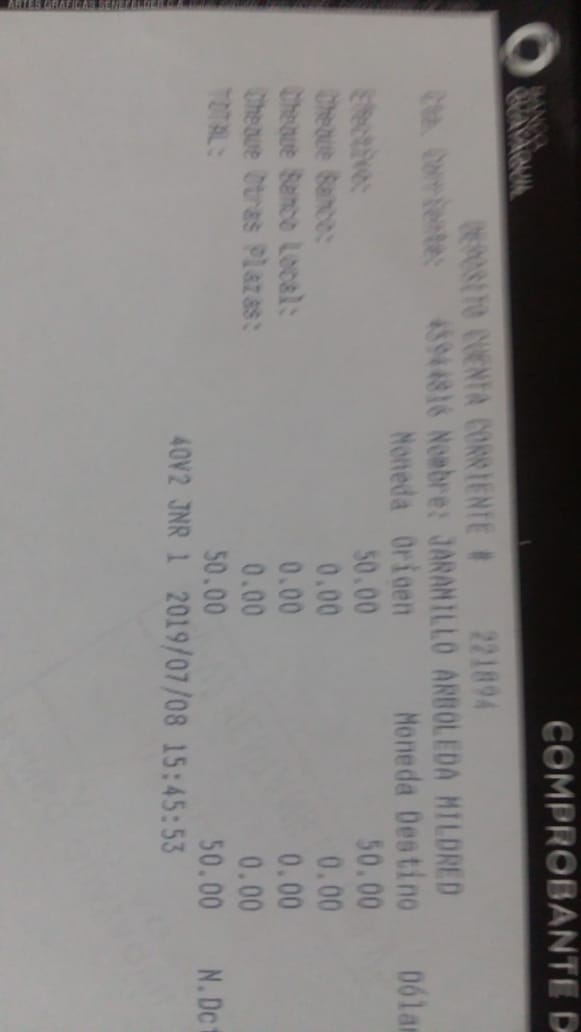 BANCO
GUAYAQUIL
COMPROBANTE D
DEPOSITO CUENTA CORRIENTE # 221894
Cta. Corriente: 43944816 Nombre: JARAMILLO ARBOLEDA MILDRED
Moneda Origen Moneda Destino Dólar
Efectivo: 50.00 50.00
Cheque Banco: 0.00 0.00
Cheque Banco Local: 0.00 0.00
Cheque Otras Plazas: 0.00 0.00
TOTAL: 50.00 50.00 N.Dct
40V2 JNR 1 2019/07/08 15:45:53